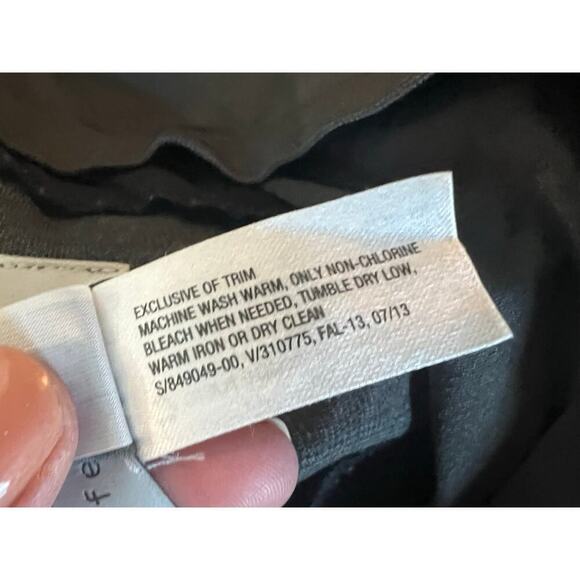 EXCLUSIVE OF TRIM
MACHINE WASH WARM, ONLY NON-CHLORINE
BLEACH WHEN NEEDED, TUMBLE DRY LOW,
WARM IRON OR DRY CLEAN
S/849049-00, V/310775, FAL-13, 07/13